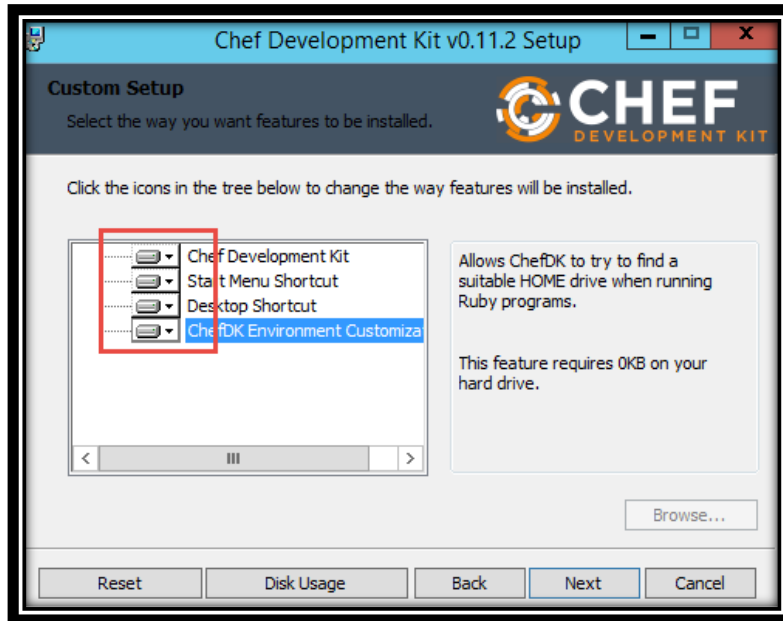 Chef Development Kit v0.11.2 Setup
Custom Setup
Select the way you want features to be installed.
CHEF
DEVELOPMENT KIT
Click the icons in the tree below to change the way features will be installed.
Chef Development Kit
Start Menu Shortcut
Desktop Shortcut
ChefDK Environment Customiza
Allows ChefDK to try to find a
suitable HOME drive when running
Ruby programs.
This feature requires 0KB on your
hard drive.
Browse...
Reset Disk Usage Back Next Cancel